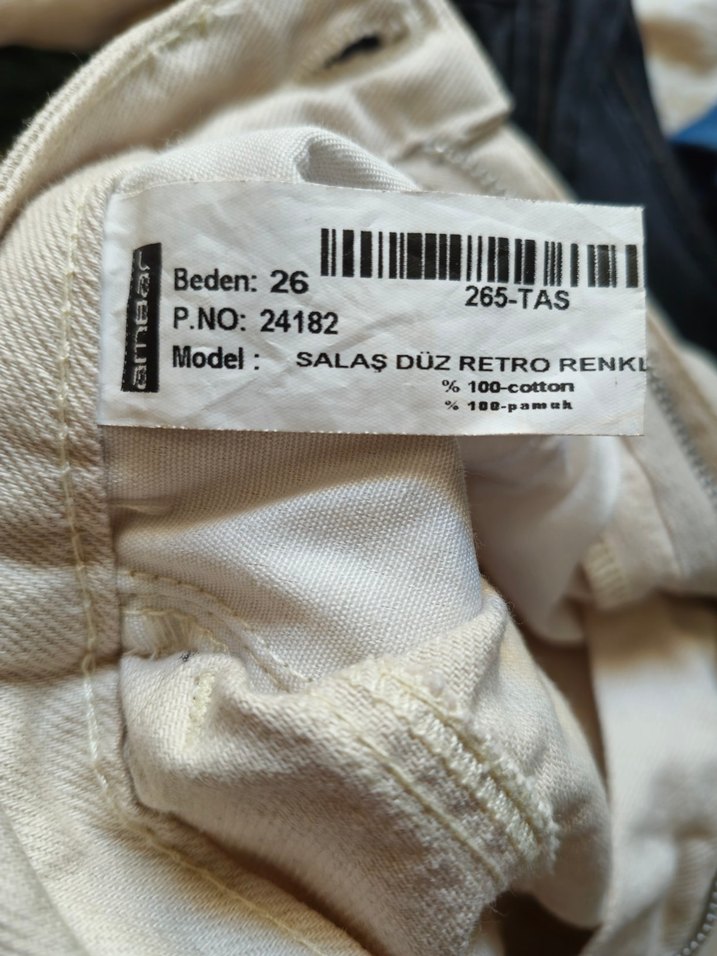 Beden: 26
265-TAS
P.NO: 24182
Model : SALAŞ DÜZ RETRO RENKL
% 100-cotton
% 100-pamuk